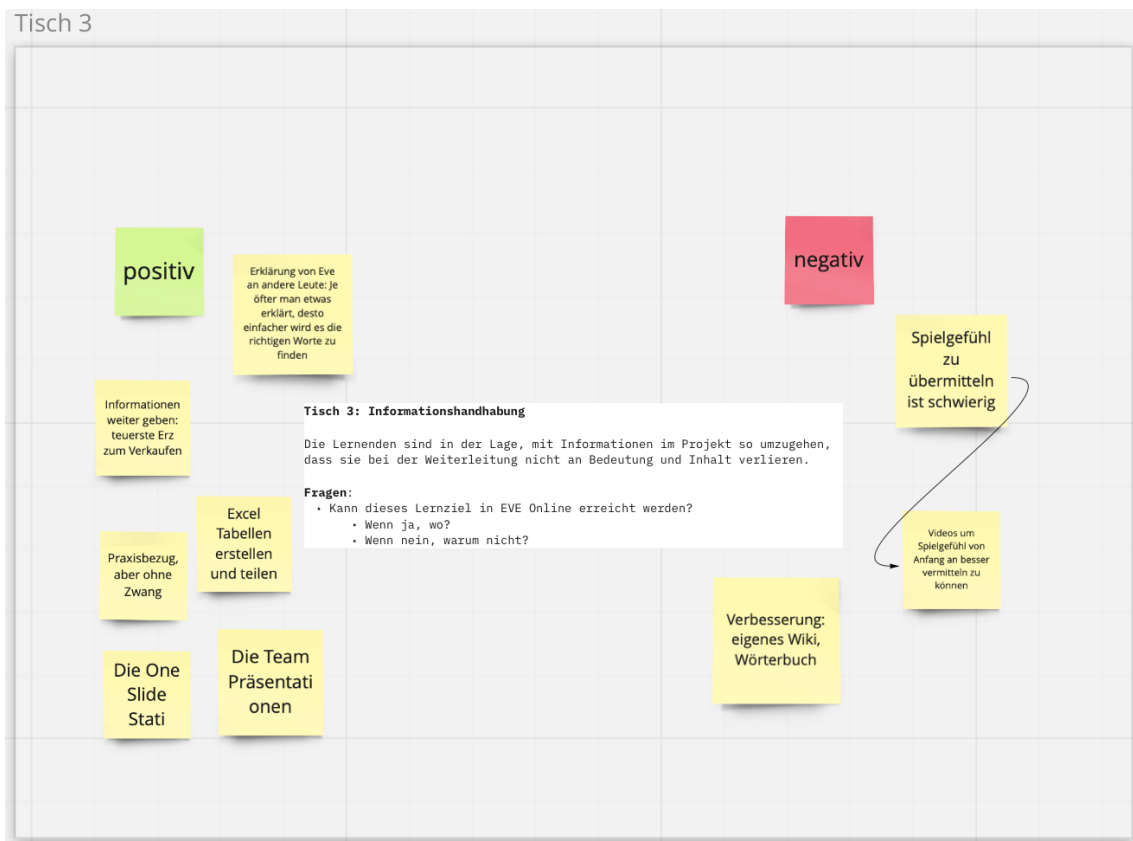 Tisch 3
positiv
Erklärung von Eve
an andere Leute: Je
öfter man etwas
erklärt, desto
einfacher wird es die
richtigen Worte zu
finden
Informationen
weiter geben:
teuerste Erz
zum Verkaufen
Excel
Tabellen
erstellen
und teilen
Praxisbezug,
aber ohne
Zwang
Die One
Slide
Stati
Die Team
Präsentati
onen
Tisch 3: Informationshandhabung
Die Lernenden sind in der Lage, mit Informationen im Projekt so umzugehen,
dass sie bei der Weiterleitung nicht an Bedeutung und Inhalt verlieren.
Fragen:
• Kann dieses Lernziel in EVE Online erreicht werden?
• Wenn ja, wo?
• Wenn nein, warum nicht?
negativ
Spielgefühl
zu
übermitteln
ist schwierig
Videos um
Spielgefühl von
Anfang an besser
vermitteln zu
können
Verbesserung:
eigenes Wiki,
Wörterbuch